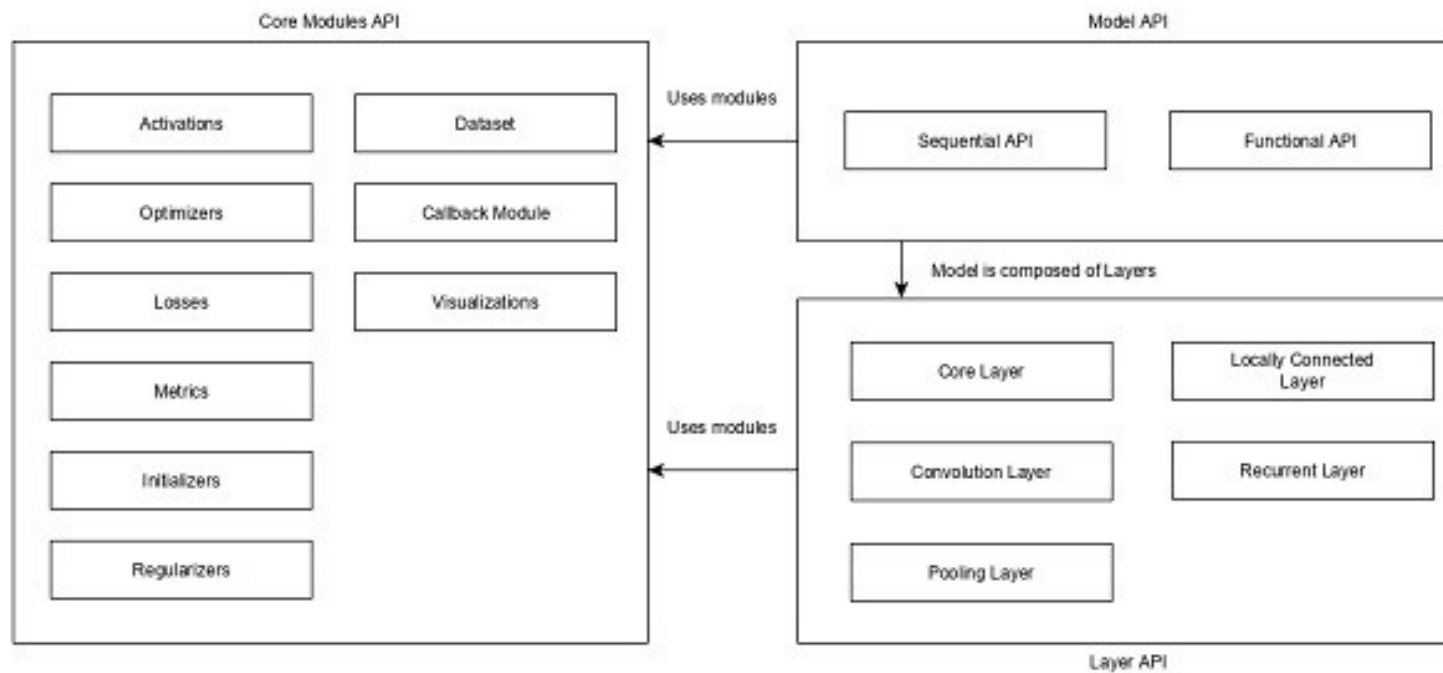 Core Modules API
Activations
Dataset
Optimizers
Callback Module
Losses
Visualizations
Metrics
Initializers
Regularizers
Uses modules
Uses modules
Model API
Sequential API
Functional API
Model is composed of Layers
Core Layer
Locally Connected
Layer
Convolution Layer
Recurrent Layer
Pooling Layer
Layer API